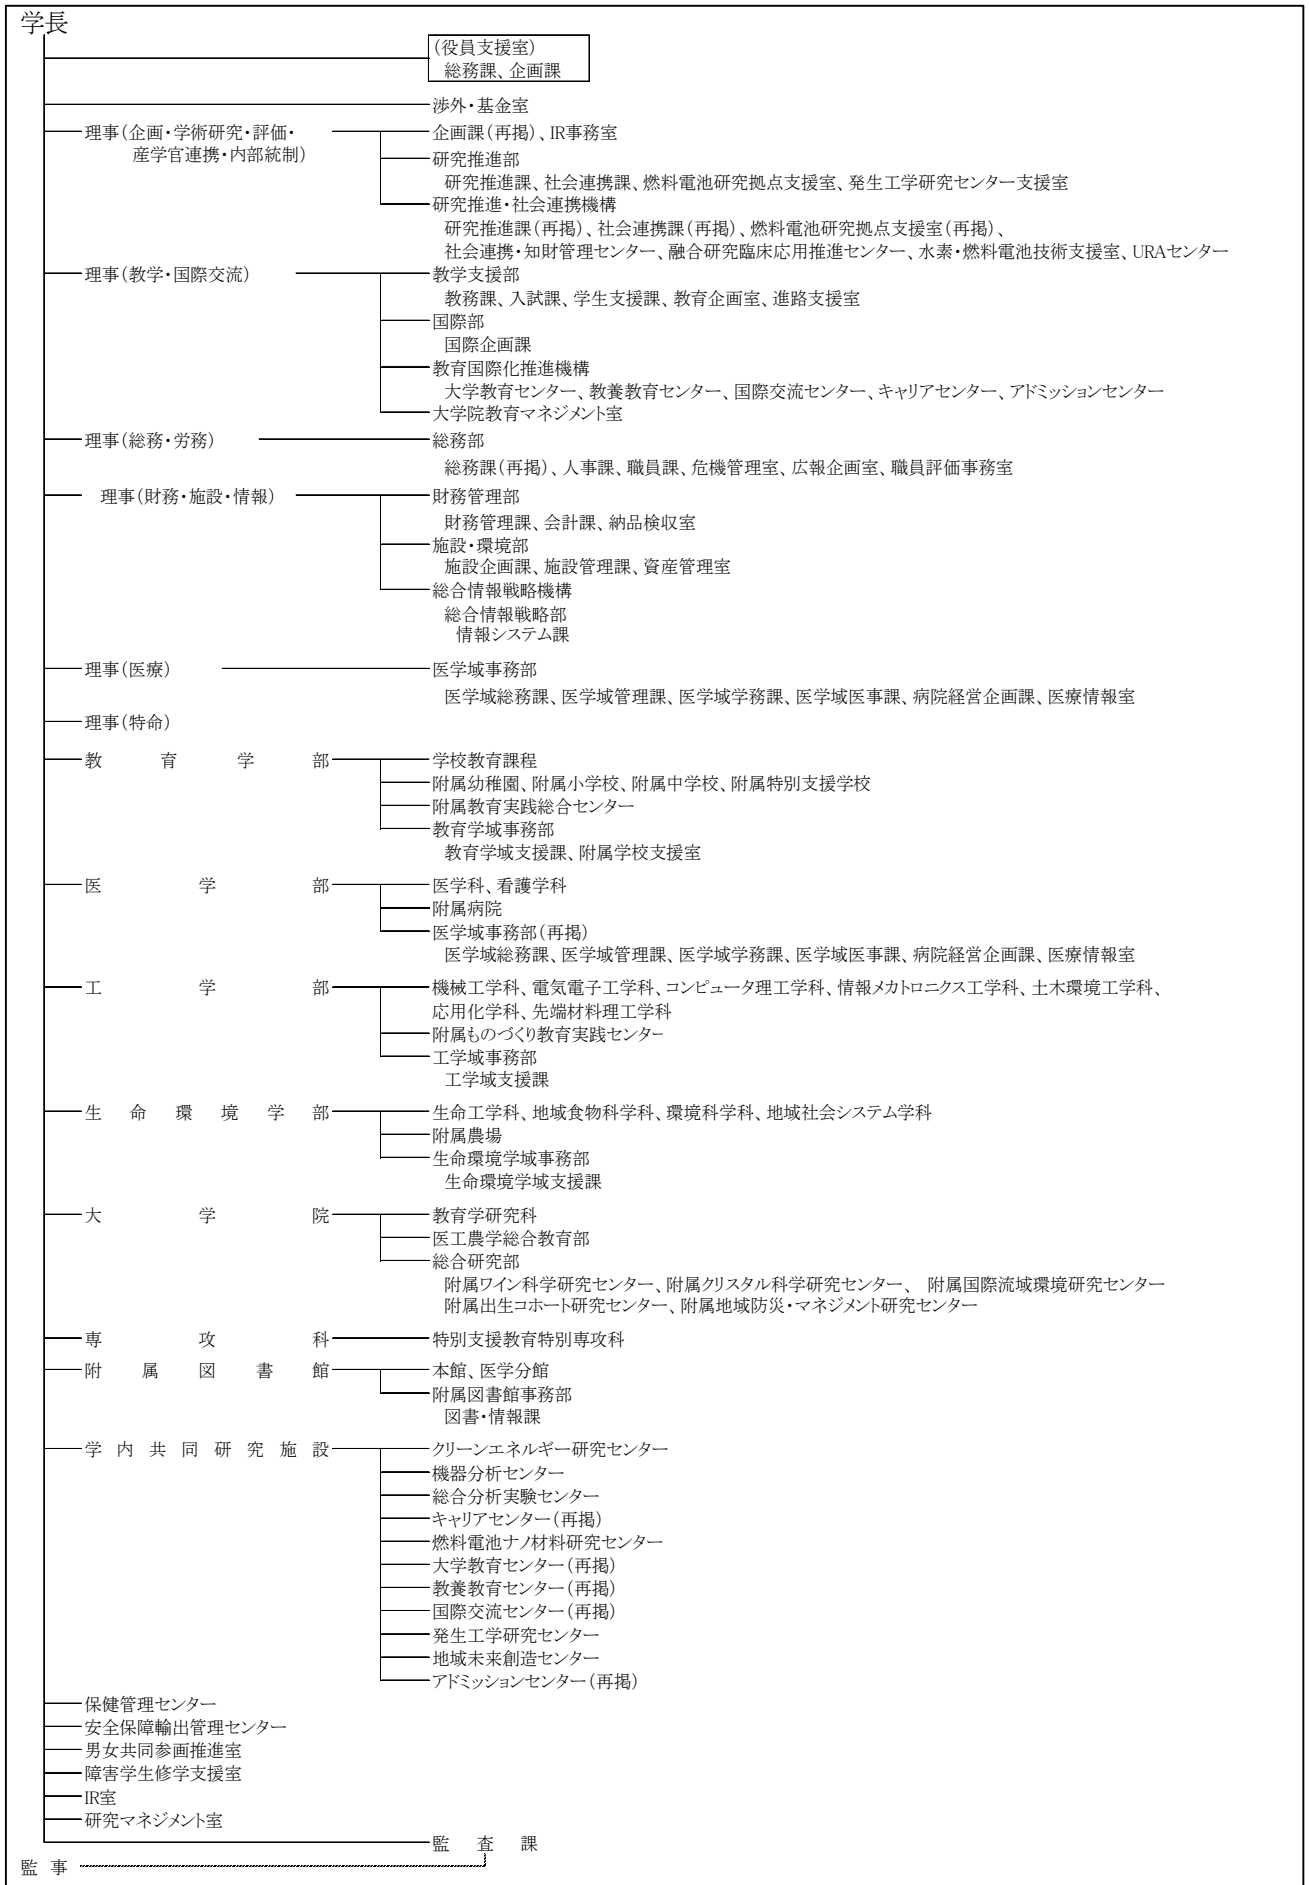 学長
(役員支援室)
総務課、企画課
渉外・基金室
理事(企画・学術研究・評価・
産学官連携・内部統制)
企画課(再掲)、IR事務室
研究推進部
研究推進課、社会連携課、燃料電池研究拠点支援室、発生工学研究センター支援室
研究推進・社会連携機構
研究推進課(再掲)、社会連携課(再掲)、燃料電池研究拠点支援室(再掲)、
社会連携・知財管理センター、融合研究臨床応用推進センター、水素・燃料電池技術支援室、URAセンター
理事(教学・国際交流)
教学支援部
教務課、入試課、学生支援課、教育企画室、進路支援室
国際部
国際企画課
教育国際化推進機構
大学教育センター、教養教育センター、国際交流センター、キャリアセンター、アドミッションセンター
大学院教育マネジメント室
理事(総務・労務)
総務部
総務課(再掲)、人事課、職員課、危機管理室、広報企画室、職員評価事務室
理事(財務・施設・情報)
財務管理部
財務管理課、会計課、納品検収室
施設・環境部
施設企画課、施設管理課、資産管理室
総合情報戦略機構
総合情報戦略部
情報システム課
理事(医療)
医学域事務部
医学域総務課、医学域管理課、医学域学務課、医学域医事課、病院経営企画課、医療情報室
理事(特命)
教育学部
学校教育課程
附属幼稚園、附属小学校、附属中学校、附属特別支援学校
附属教育実践総合センター
教育学域事務部
教育学域支援課、附属学校支援室
医学部
医学科、看護学科
附属病院
医学域事務部(再掲)
医学域総務課、医学域管理課、医学域学務課、医学域医事課、病院経営企画課、医療情報室
工学部
機械工学科、電気電子工学科、コンピュータ理工学科、情報メカトロニクス工学科、土木環境工学科、
応用化学科、先端材料理工学科
附属ものづくり教育実践センター
工学域事務部
工学域支援課
生命環境学部
生命工学科、地域食物科学科、環境科学科、地域社会システム学科
附属農場
生命環境学域事務部
生命環境学域支援課
大学院
教育学研究科
医工農学総合教育部
総合研究部
附属ワイン科学研究センター、附属クリスタル科学研究センター、 附属国際流域環境研究センター
附属出生コホート研究センター、附属地域防災・マネジメント研究センター
専攻科
特別支援教育特別専攻科
附属図書館
本館、医学分館
附属図書館事務部
図書・情報課
学内共同研究施設
クリーンエネルギー研究センター
機器分析センター
総合分析実験センター
キャリアセンター(再掲)
燃料電池ナノ材料研究センター
大学教育センター(再掲)
教養教育センター(再掲)
国際交流センター(再掲)
発生工学研究センター
地域未来創造センター
アドミッションセンター(再掲)
保健管理センター
安全保障輸出管理センター
男女共同参画推進室
障害学生修学支援室
IR室
研究マネジメント室
監査課
監事